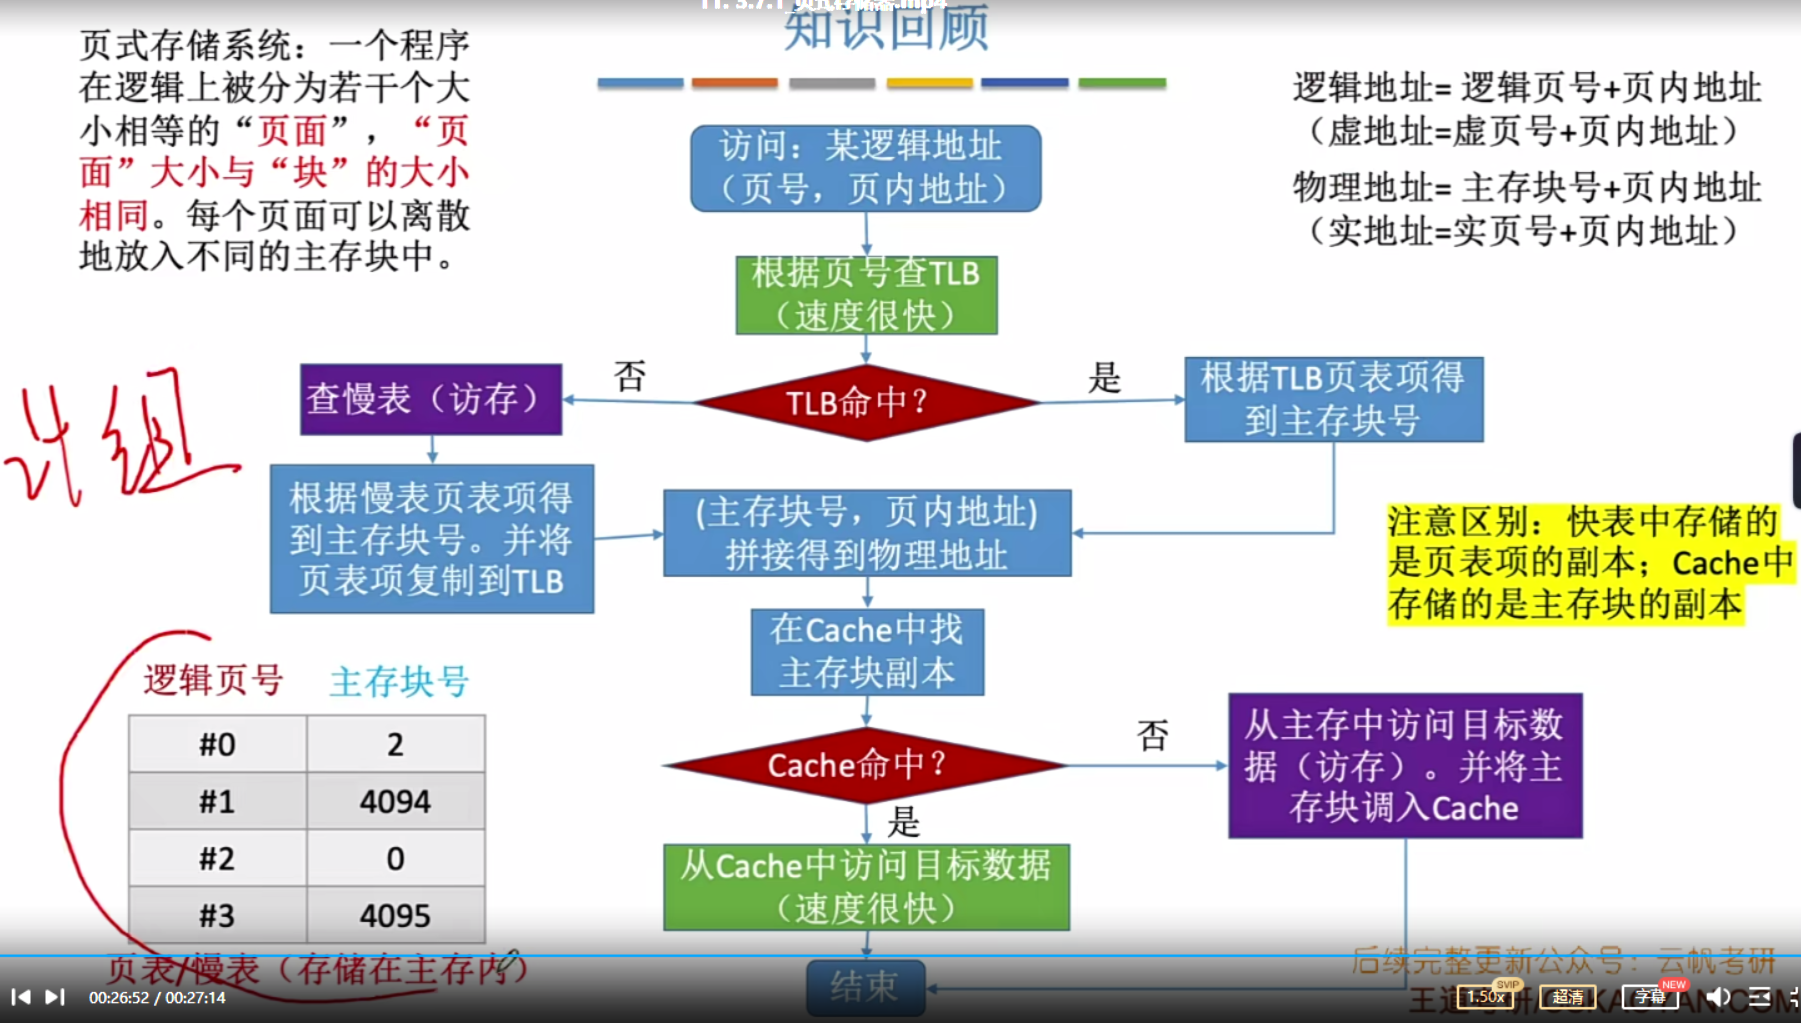 11. 3.7.1_页式存储器.mp4
知识回顾
页式存储系统：一个程序
在逻辑上被分为若干个大
小相等的“页面”，“页
面”大小与“块”的大小
相同。每个页面可以离散
地放入不同的主存块中。
逻辑地址= 逻辑页号+页内地址
（虚地址=虚页号+页内地址）
物理地址= 主存块号+页内地址
（实地址=实页号+页内地址）
访问：某逻辑地址
（页号，页内地址）
根据页号查TLB
（速度很快）
TLB命中？
否
是
查慢表（访存）
根据TLB页表项得
到主存块号
计组
根据慢表页表项得
到主存块号。并将
页表项复制到TLB
(主存块号，页内地址)
拼接得到物理地址
注意区别：快表中存储的
是页表项的副本；Cache中
存储的是主存块的副本
在Cache中找
主存块副本
Cache命中？
否
是
从主存中访问目标数
据（访存）。并将主
存块调入Cache
从Cache中访问目标数据
（速度很快）
结束
逻辑页号 主存块号
#0 2
#1 4094
#2 0
#3 4095
页表/慢表（存储在主存内）
后续完整更新公众号：云帆考研
王道考研/CSKAOYAN.COM
00:26:52 / 00:27:14
1.50x
SVIP
超清
字幕
NEW